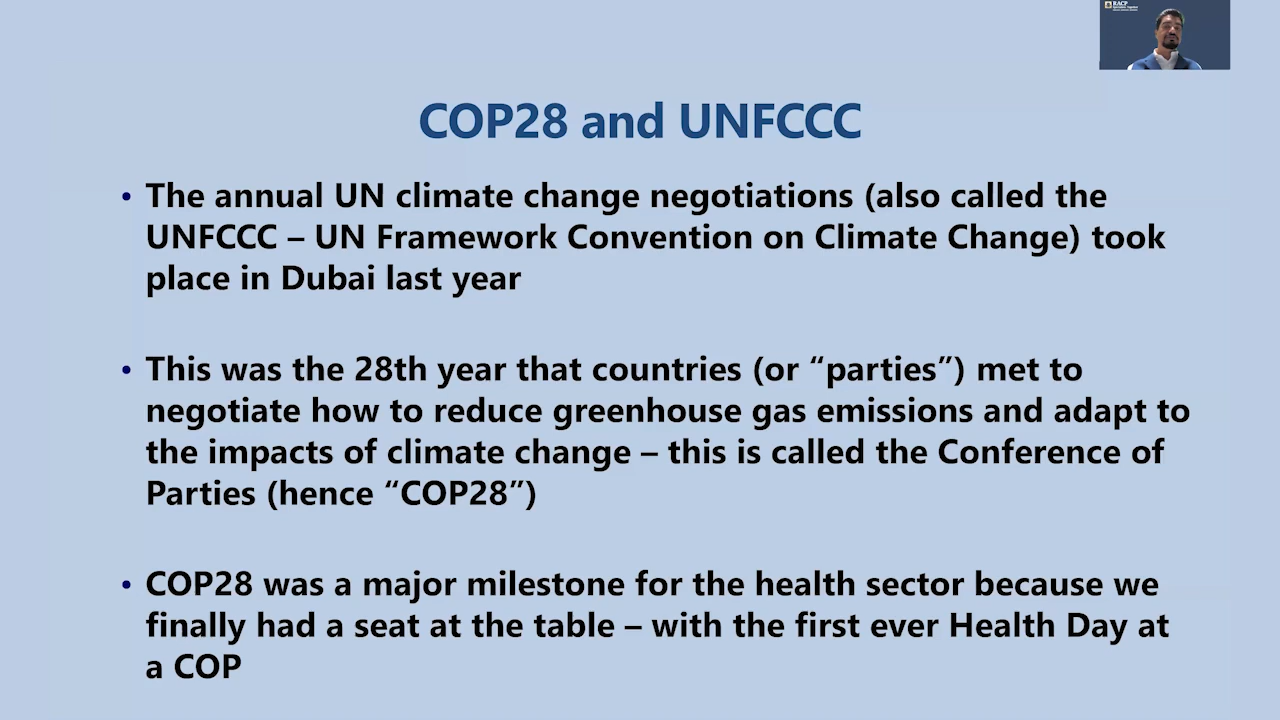 RACP
COP28 and UNFCCC
• The annual UN climate change negotiations (also called the
UNFCCC – UN Framework Convention on Climate Change) took
place in Dubai last year
• This was the 28th year that countries (or “parties”) met to
negotiate how to reduce greenhouse gas emissions and adapt to
the impacts of climate change – this is called the Conference of
Parties (hence “COP28”)
• COP28 was a major milestone for the health sector because we
finally had a seat at the table – with the first ever Health Day at
a COP